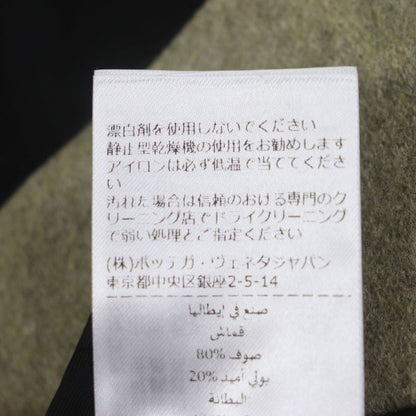 漂白剤を使用しないでください
静止型乾燥機の使用をお勧めします
アイロンは必ず低温で当ててくださ
い
汚れた場合は信頼のおける専門のク
リーニング店でドライクリーニング
で弱い処理とご指定ください
(株)ボッテガ・ヴェネタジャパン
東京都中央区銀座2-5-14
صنع في إيطاليا
قماش
صوف %80
بولي أميد %20
البطانة